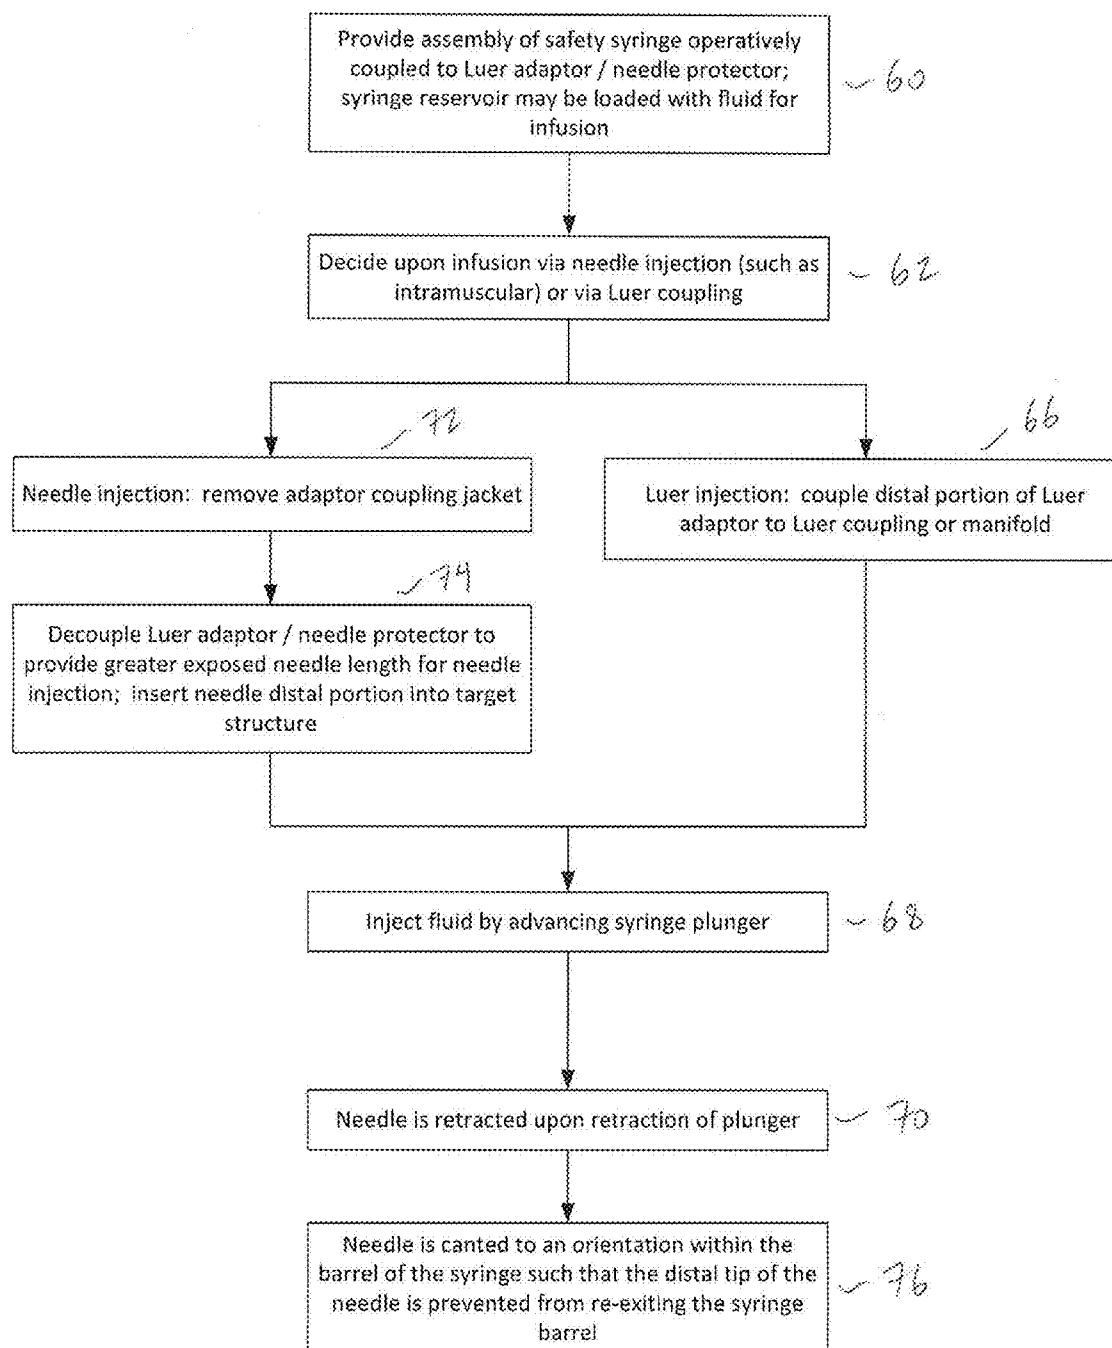 Provide assembly of safety syringe operatively
coupled to Luer adaptor / needle protector;
syringe reservoir may be loaded with fluid for
infusion
60
Decide upon infusion via needle injection (such as
intramuscular) or via Luer coupling
62
72
Needle injection: remove adaptor coupling jacket
66
Luer injection: couple distal portion of Luer
adaptor to Luer coupling or manifold
74
Decouple Luer adaptor / needle protector to
provide greater exposed needle length for needle
injection; insert needle distal portion into target
structure
Inject fluid by advancing syringe plunger
68
Needle is retracted upon retraction of plunger
70
Needle is canted to an orientation within the
barrel of the syringe such that the distal tip of the
needle is prevented from re-exiting the syringe
barrel
76